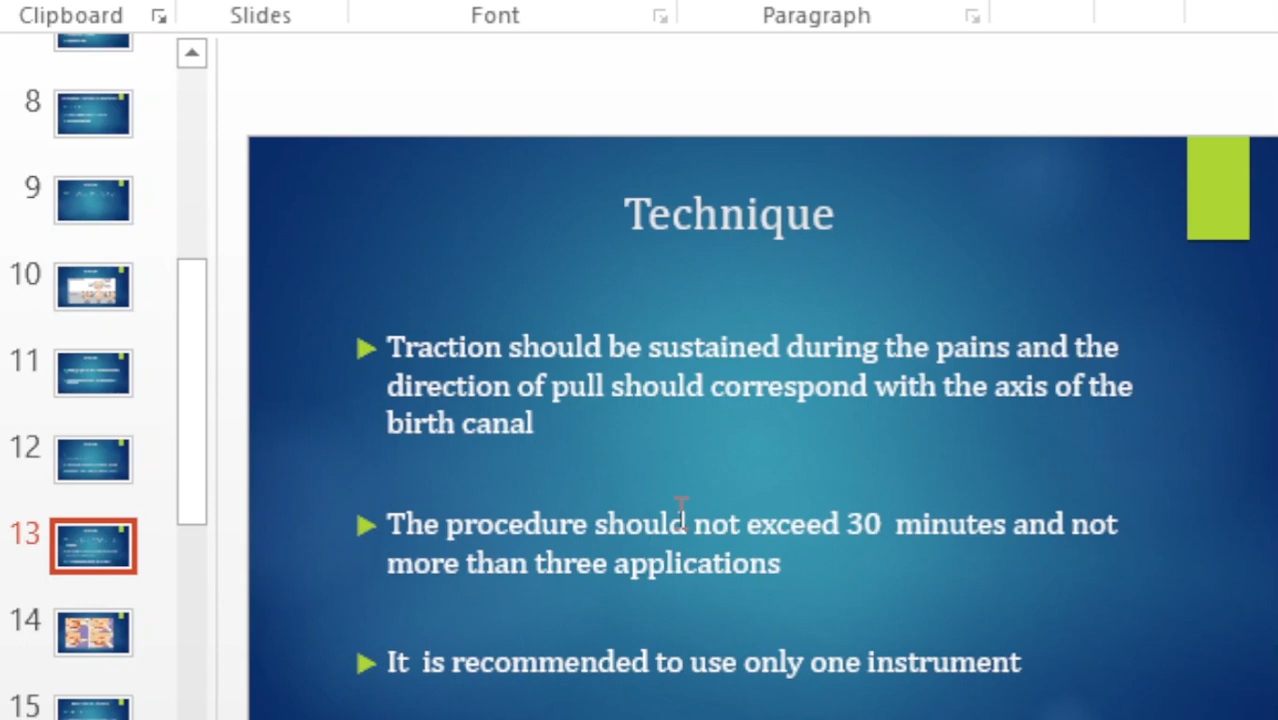 Clipboard Slides Font Paragraph
8
9
10
11
12
13
14
15
Technique
Traction should be sustained during the pains and the
direction of pull should correspond with the axis of the
birth canal
The procedure should not exceed 30 minutes and not
more than three applications
It is recommended to use only one instrument